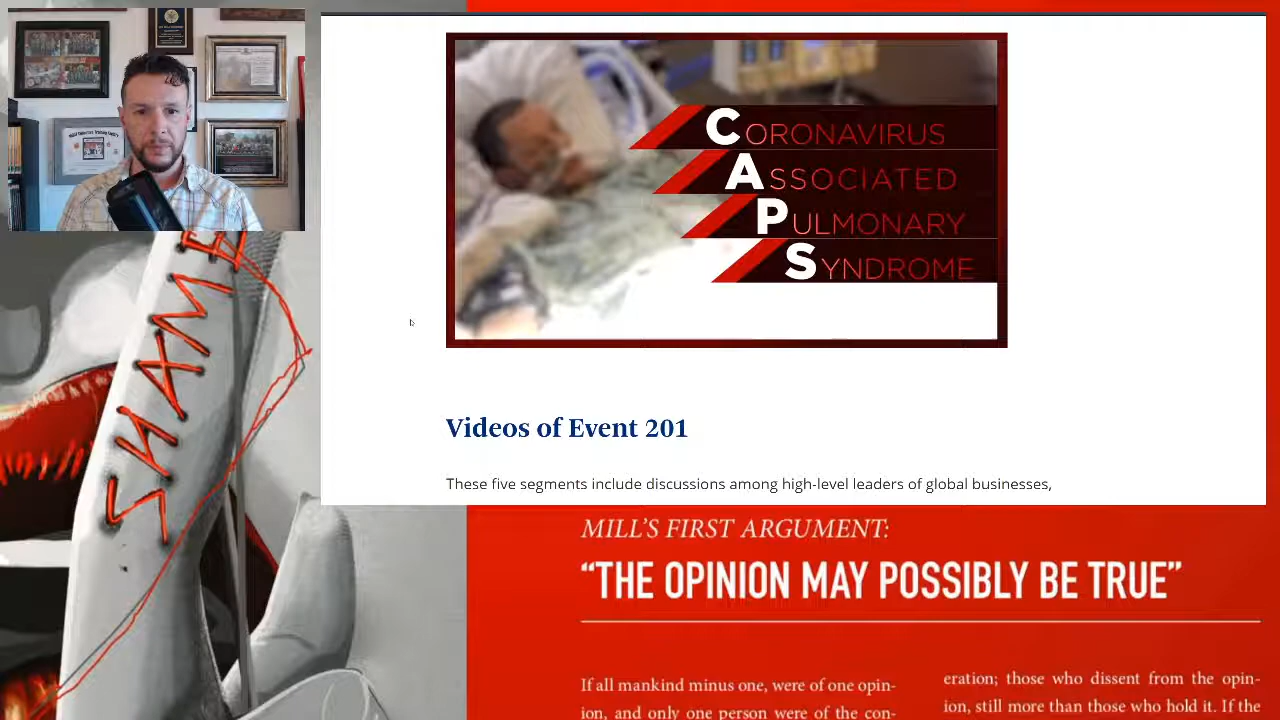 CORONAVIRUS
ASSOCIATED
PULMONARY
SYNDROME
Videos of Event 201
These five segments include discussions among high-level leaders of global businesses,
SHAME
MILL’S FIRST ARGUMENT:
“THE OPINION MAY POSSIBLY BE TRUE”
If all mankind minus one, were of one opin-
ion, and only one person were of the con-
eration; those who dissent from the opin-
ion, still more than those who hold it. If the